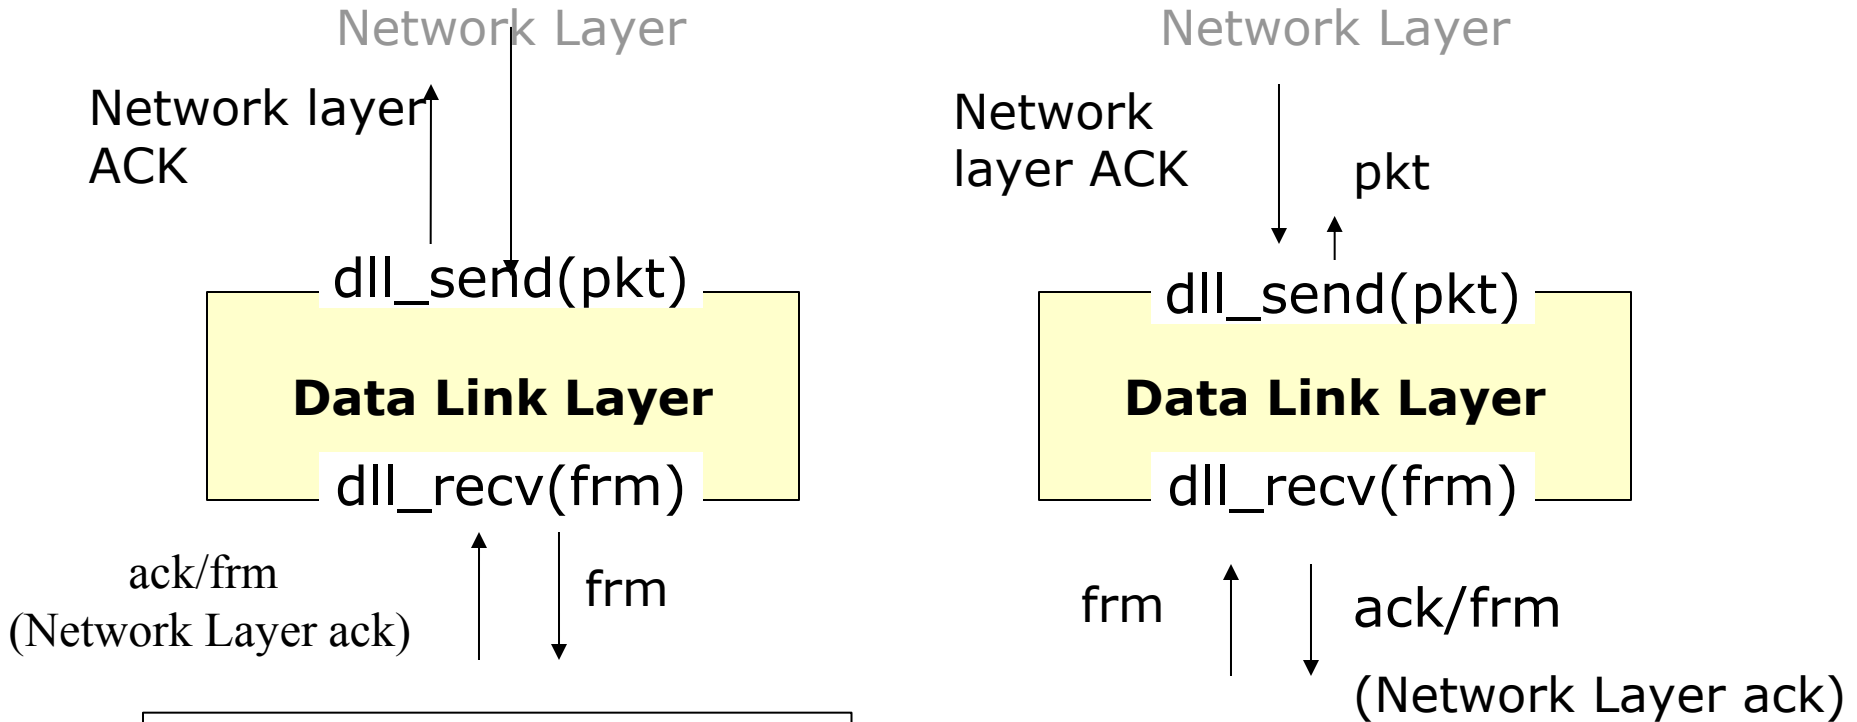 Network Layer
Network layer
ACK
dll_send(pkt)
Data Link Layer
dll_recv(frm)
ack/frm
(Network Layer ack)
frm
Network Layer
Network
layer ACK
pkt
dll_send(pkt)
Data Link Layer
dll_recv(frm)
frm
ack/frm
(Network Layer ack)